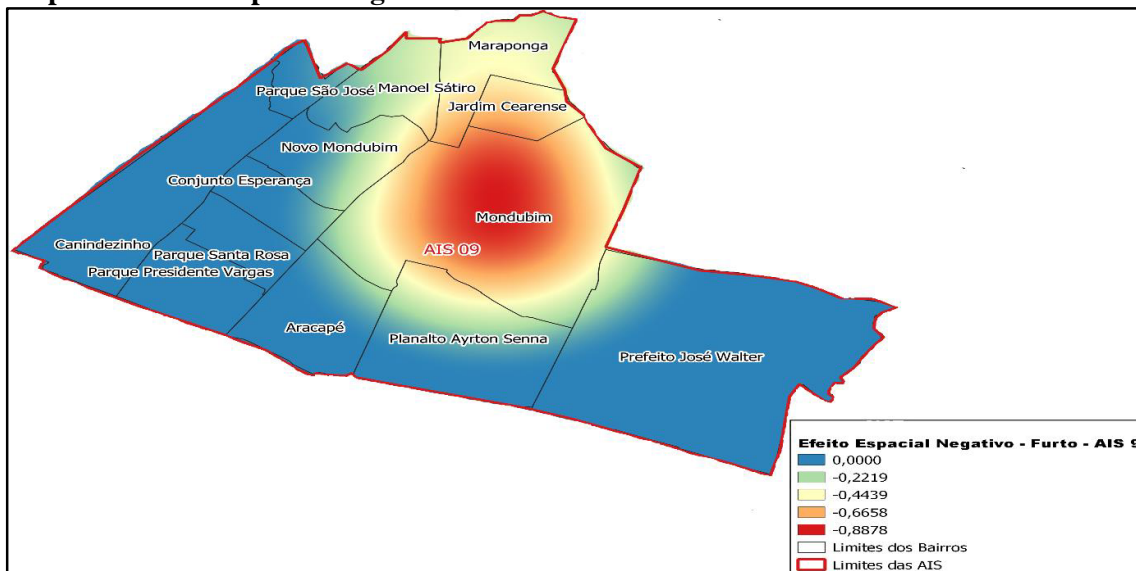 Maraponga
Parque São José
Manoel Sátiro
Jardim Cearense
Novo Mondubim
Conjunto Esperança
Mondubim
Canindezinho
Parque Santa Rosa
AIS 09
Parque Presidente Vargas
Aracapé
Planalto Ayrton Senna
Prefeito José Walter
Efeito Espacial Negativo - Furto - AIS 9
0,0000
-0,2219
-0,4439
-0,6658
-0,8878
Limites dos Bairros
Limites das AIS